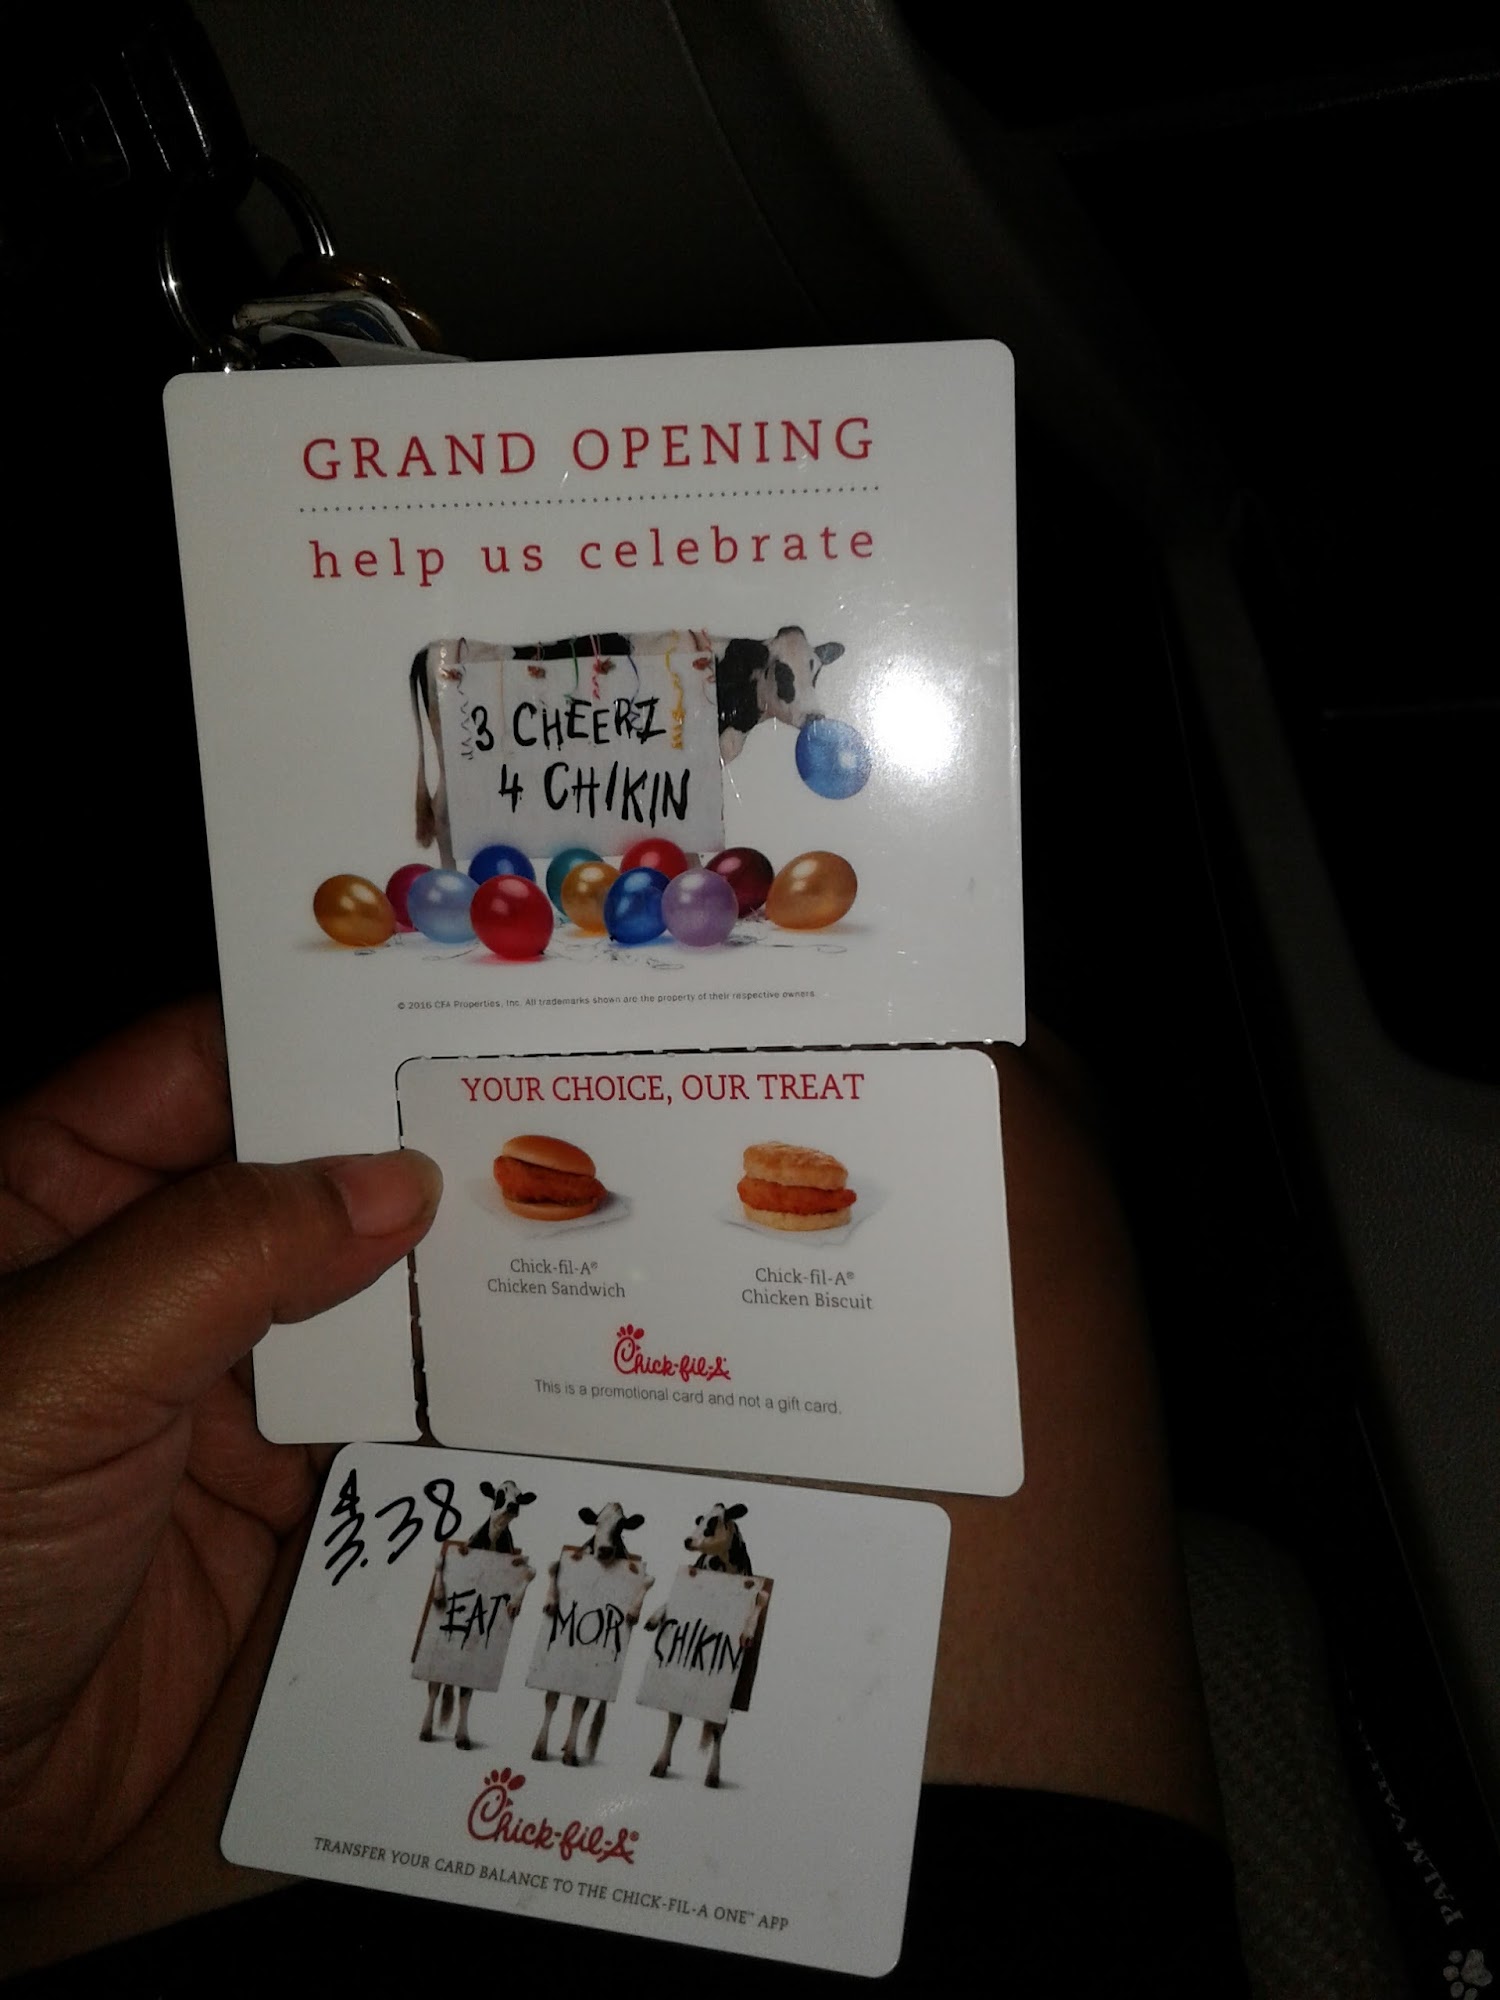 GRAND OPENING
help us celebrate
3 CHEERZ
4 CHIKIN
© 2016 CFA Properties, Inc. All trademarks shown are the property of their respective owners.
YOUR CHOICE, OUR TREAT
Chick-fil-A®
Chicken Sandwich
Chick-fil-A®
Chicken Biscuit
Chick-fil-A
This is a promotional card and not a gift card.
3.38
EAT MOR CHIKIN
Chick-fil-A®
TRANSFER YOUR CARD BALANCE TO THE CHICK-FIL-A ONE™ APP